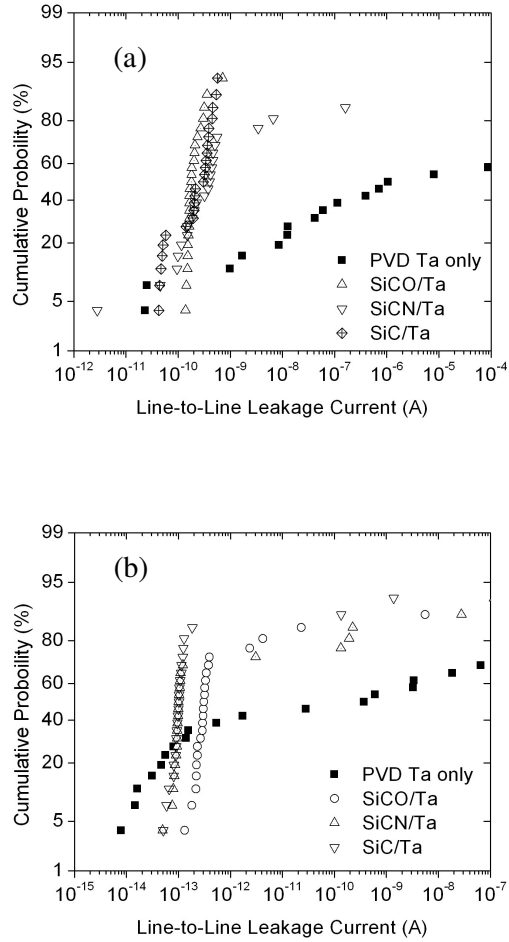 99
(a)
95
80
60
40
20
5
1
Cumulative Proboility (%)
PVD Ta only
SiCO/Ta
SiCN/Ta
SiC/Ta
10-12 10-11 10-10 10-9 10-8 10-7 10-6 10-5 10-4
Line-to-Line Leakage Current (A)
99
(b)
95
80
60
40
20
5
1
Cumulative Proboility (%)
PVD Ta only
SiCO/Ta
SiCN/Ta
SiC/Ta
10-15 10-14 10-13 10-12 10-11 10-10 10-9 10-8 10-7
Line-to-Line Leakage Current (A)